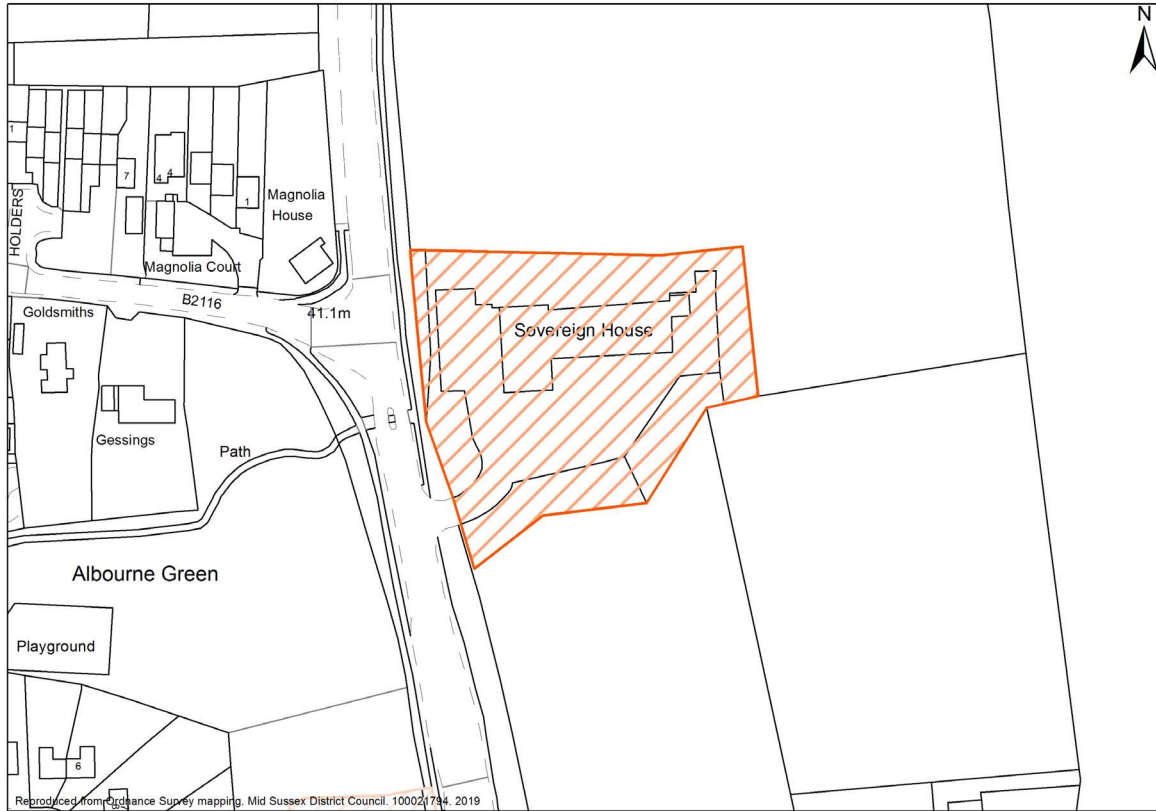 N
1
7
4
4
1
Magnolia
House
HOLDERS
Magnolia Court
B2116
41.1m
Goldsmiths
Sovereign House
Gessings
Path
Albourne Green
Playground
6
Reproduced from Ordnance Survey mapping. Mid Sussex District Council. 100021794. 2019